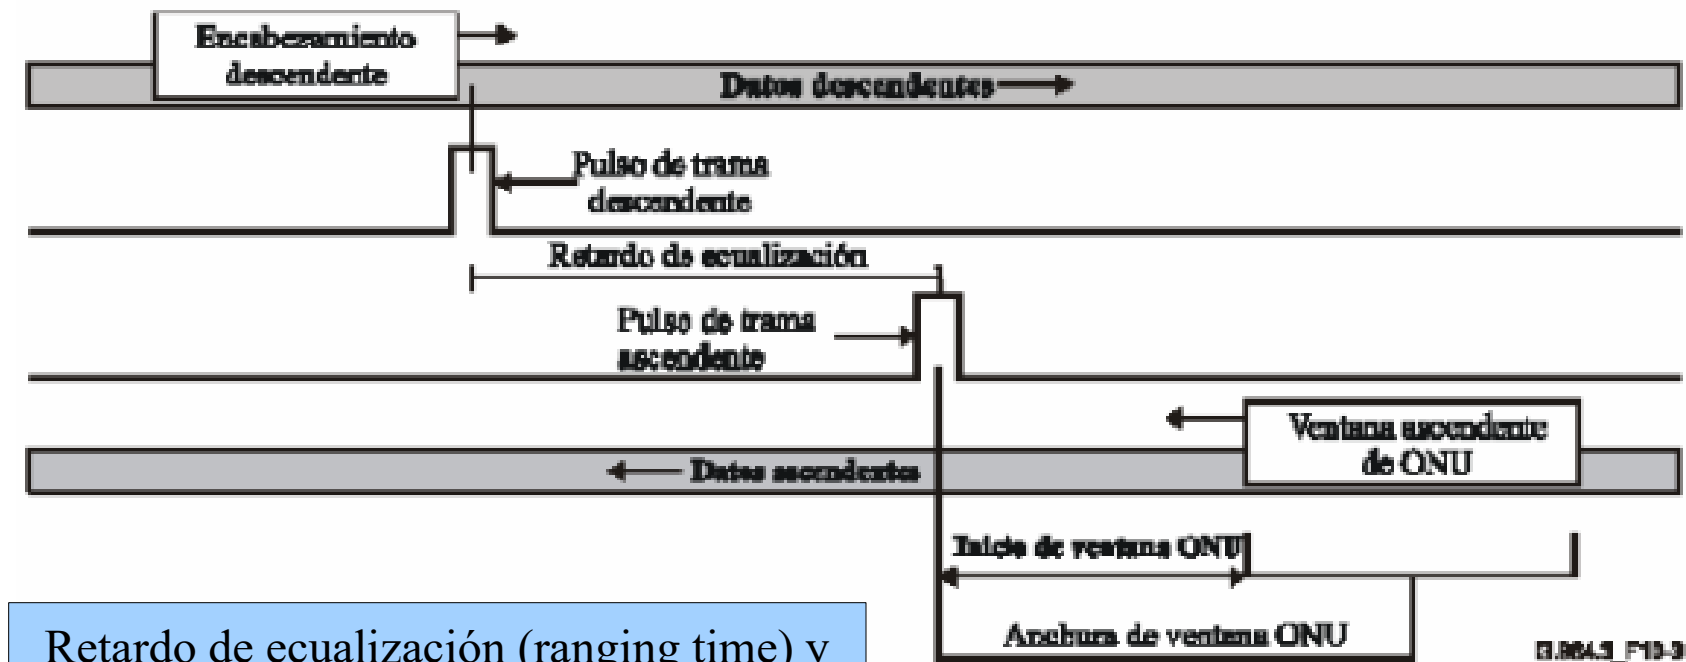 Encabezamiento
descendente
Datos descendentes
Pulso de trama
descendente
Retardo de ecualización
Pulso de trama
ascendente
Ventana ascendente
de ONU
Datos ascendentes
Inicio de ventana ONU
Anchura de ventana ONU
Retardo de ecualización (ranging time) y